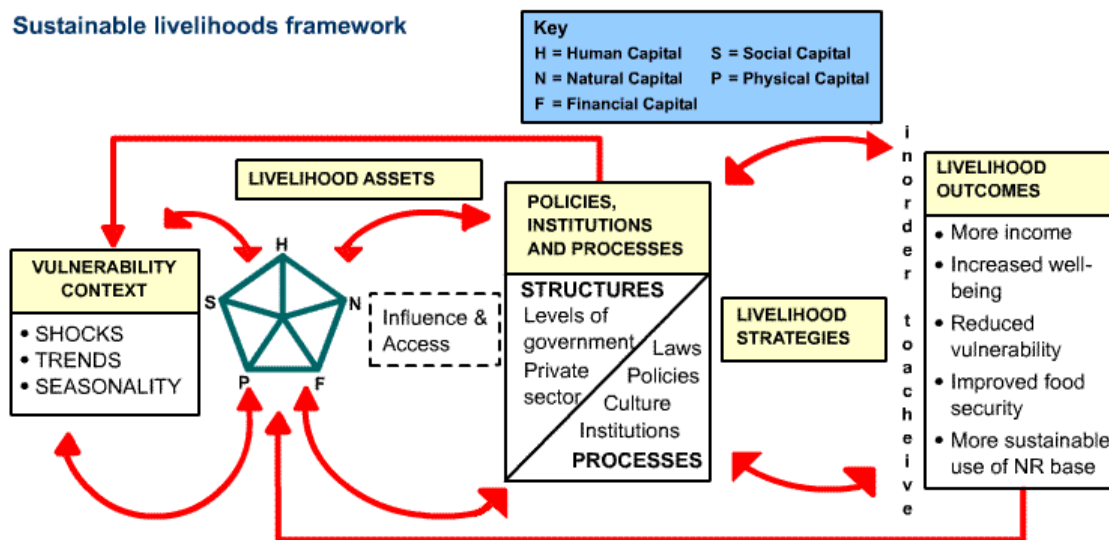 Sustainable livelihoods framework
Key
H = Human Capital S = Social Capital
N = Natural Capital P = Physical Capital
F = Financial Capital
LIVELIHOOD ASSETS
VULNERABILITY
CONTEXT
• SHOCKS
• TRENDS
• SEASONALITY
H
S
N
P
F
Influence &
Access
POLICIES,
INSTITUTIONS
AND PROCESSES
STRUCTURES
Levels of
government
Private
sector
Laws
Policies
Culture
Institutions
PROCESSES
LIVELIHOOD
STRATEGIES
inorder toacheive
LIVELIHOOD
OUTCOMES
• More income
• Increased well-
being
• Reduced
vulnerability
• Improved food
security
• More sustainable
use of NR base